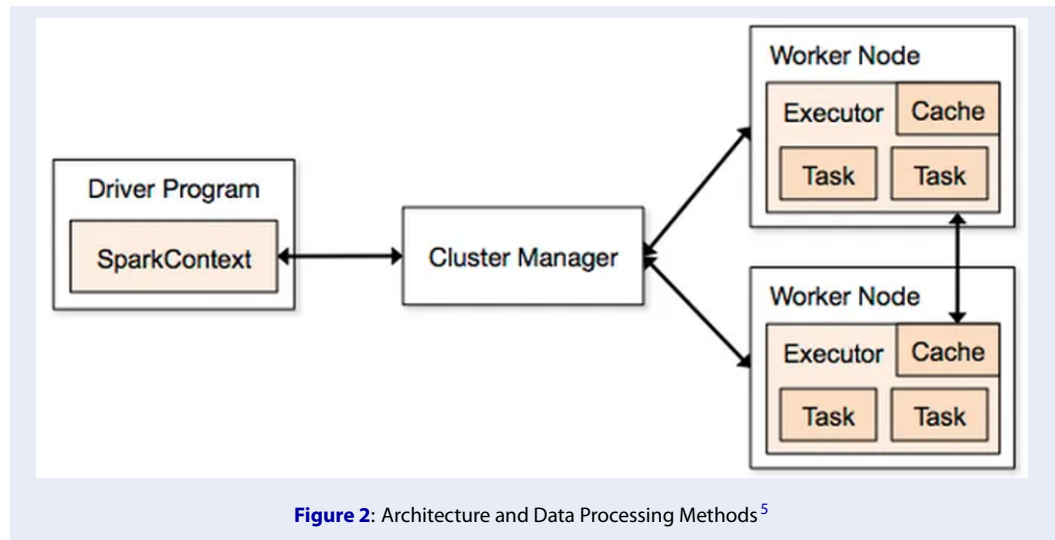 Driver Program
SparkContext
Cluster Manager
Worker Node
Executor
Cache
Task
Task
Worker Node
Executor
Cache
Task
Task
Figure 2: Architecture and Data Processing Methods 5